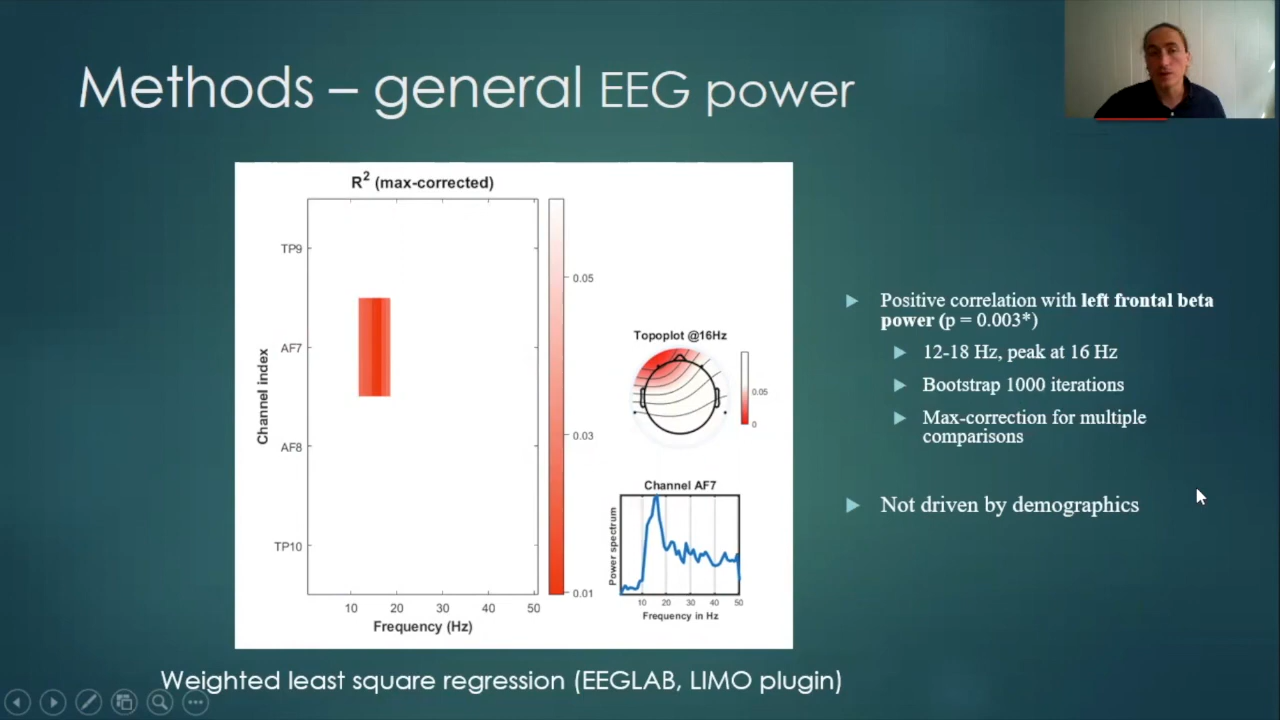 Methods – general EEG power
R² (max-corrected)
Channel index
TP9
AF7
AF8
TP10
10 20 30 40 50
Frequency (Hz)
0.05
0.03
0.01
Topoplot @16Hz
0.05
0
Channel AF7
Power spectrum
10 20 30 40 50
Frequency in Hz
Positive correlation with left frontal beta
power (p = 0.003*)
12-18 Hz, peak at 16 Hz
Bootstrap 1000 iterations
Max-correction for multiple
comparisons
Not driven by demographics
Weighted least square regression (EEGLAB, LIMO plugin)